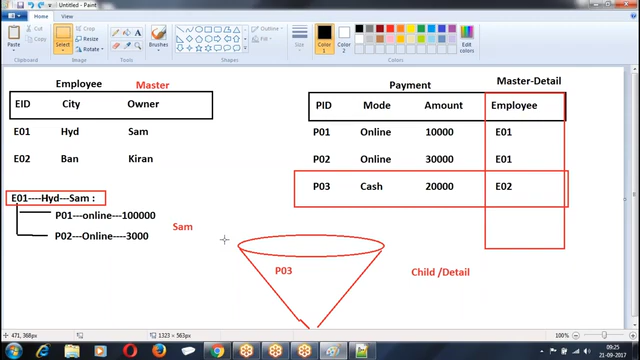 Untitled - Paint
Home
View
Paste
Clipboard
Select
Crop
Resize
Rotate
Image
Brushes
Tools
Shapes
Outline
Fill
Size
Color 1
Color 2
Edit colors
Colors
Employee
Master
EID City Owner
E01 Hyd Sam
E02 Ban Kiran
E01----Hyd---Sam :
P01---online---100000
P02---Online----3000
Sam
Payment
Master-Detail
PID Mode Amount Employee
P01 Online 10000 E01
P02 Online 30000 E01
P03 Cash 20000 E02
P03
Child /Detail
471, 368px
1323 × 563px
100%
09:25
21-09-2017